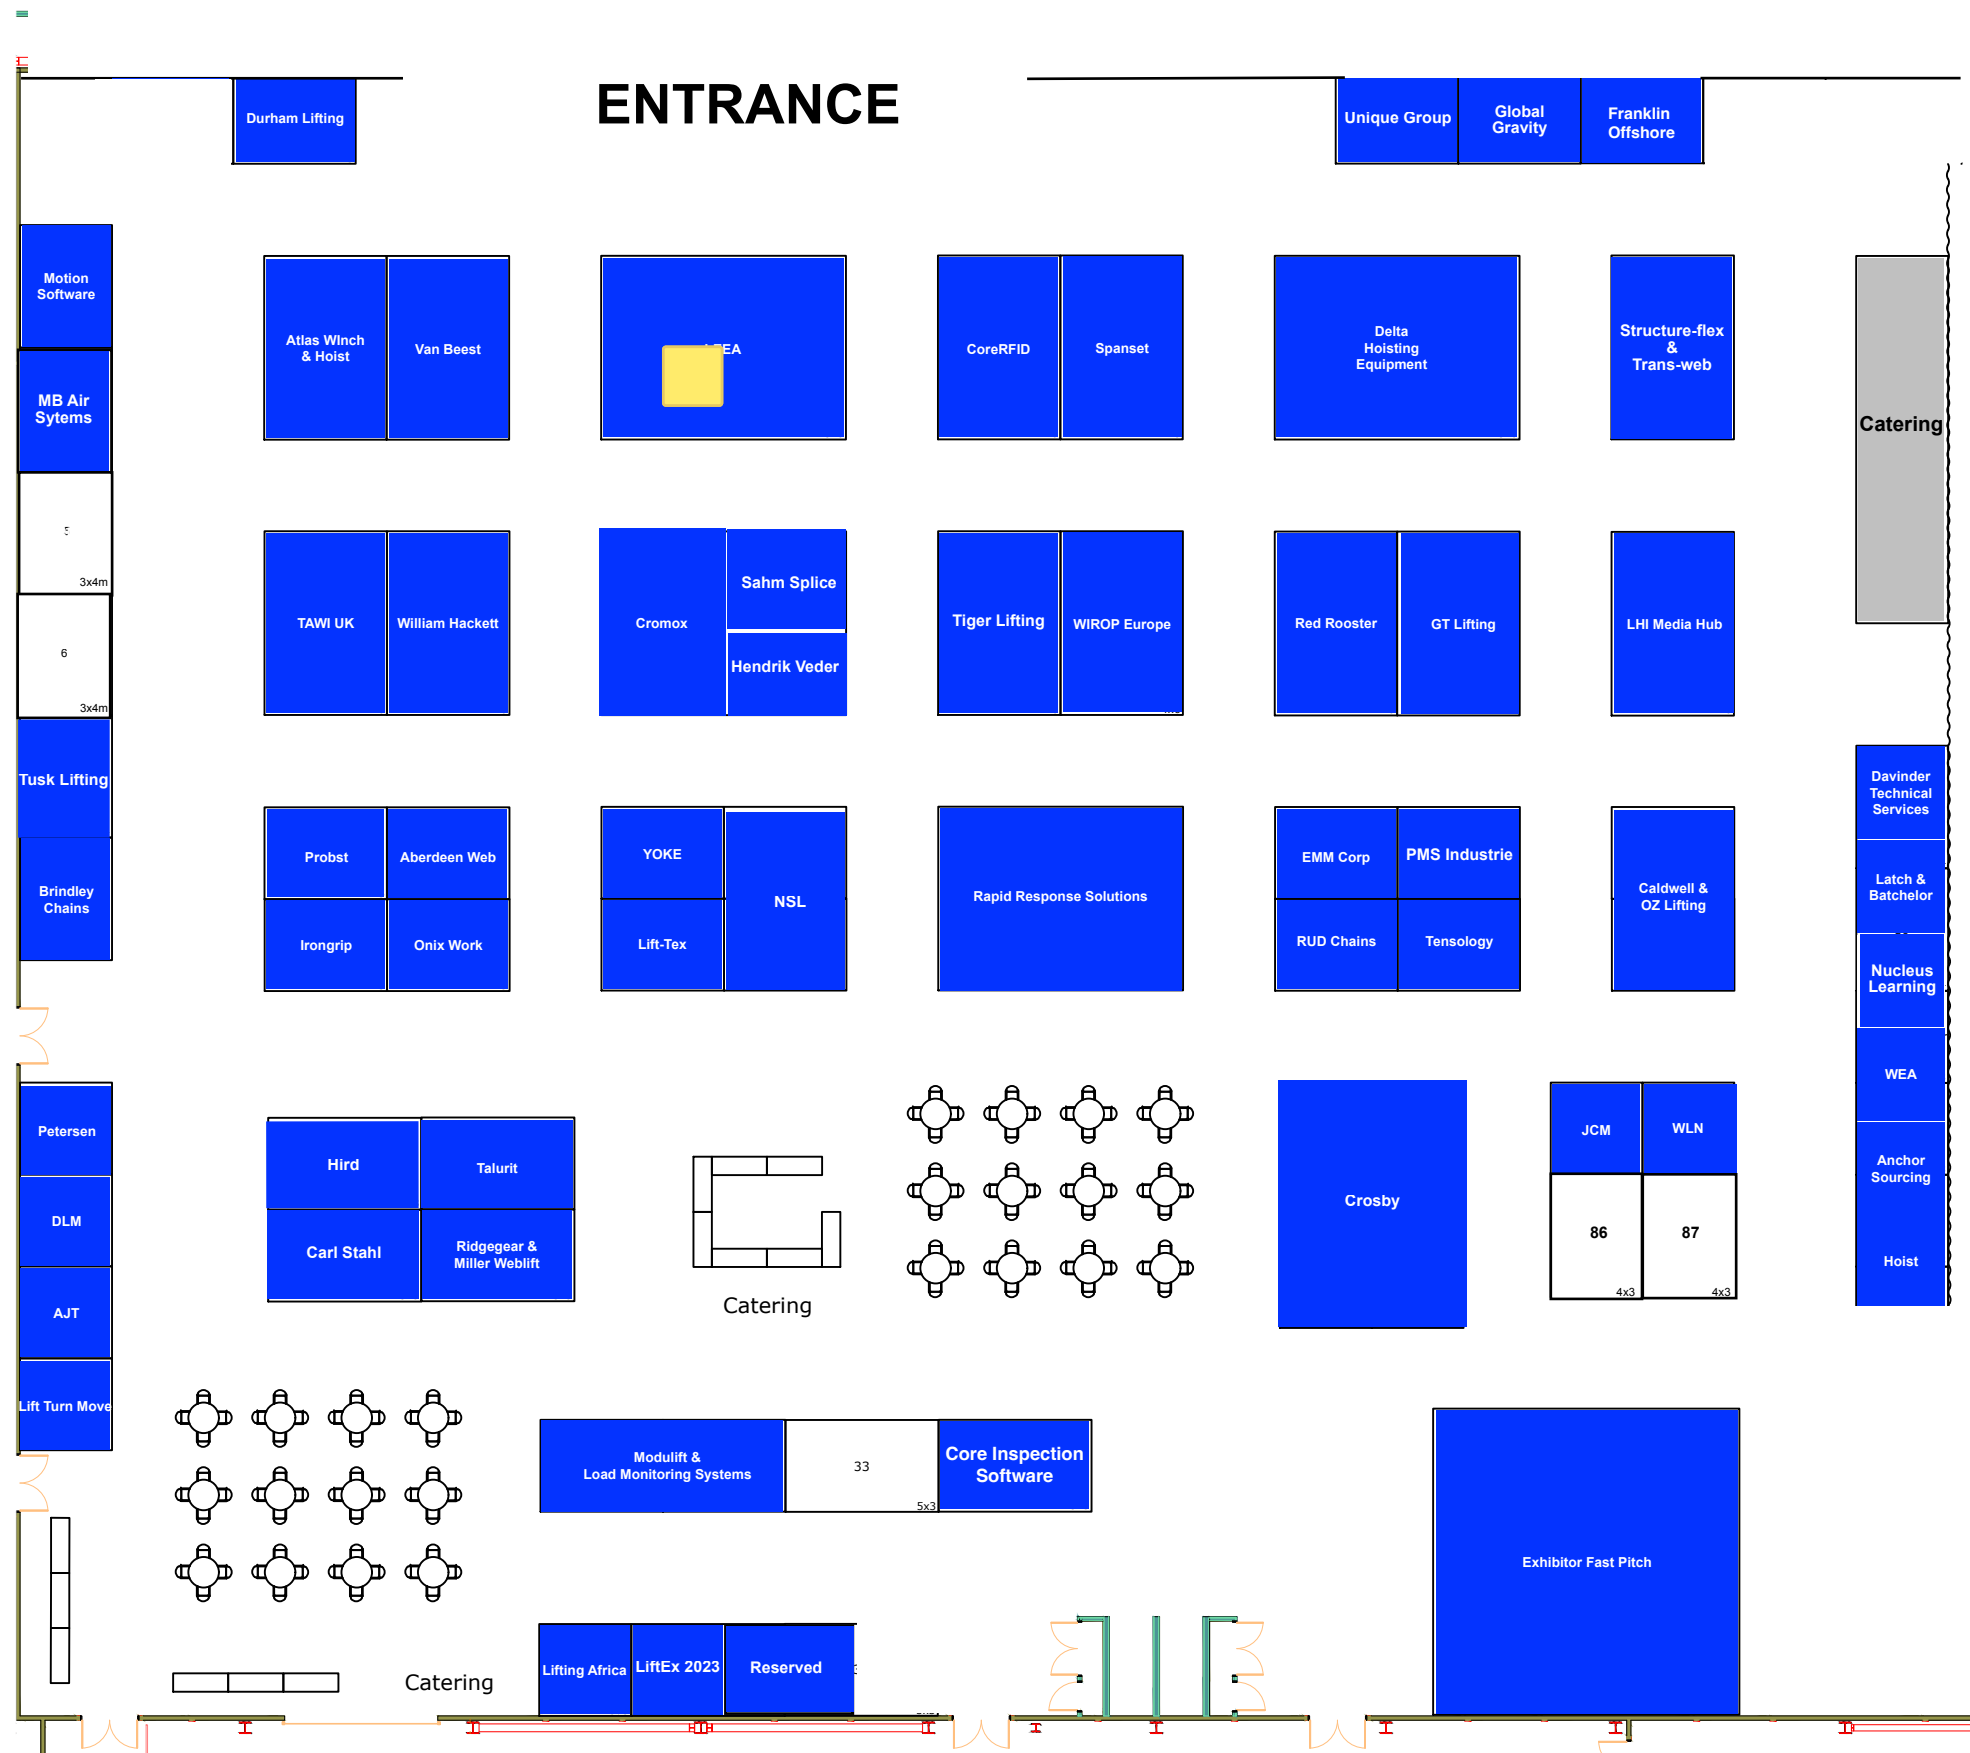 ENTRANCE
Durham Lifting
Unique Group
Global
Gravity
Franklin
Offshore
Motion
Software
Atlas WInch
& Hoist
Van Beest
CoreRFID
Spanset
Delta
Hoisting
Equipment
Structure-flex
&
Trans-web
Catering
MB Air
Sytems
3x4m
6
3x4m
TAWI UK
William Hackett
Cromox
Sahm Splice
Hendrik Veder
Tiger Lifting
WIROP Europe
Red Rooster
GT Lifting
LHI Media Hub
Tusk Lifting
Brindley
Chains
Probst
Aberdeen Web
Irongrip
Onix Work
YOKE
Lift-Tex
NSL
Rapid Response Solutions
EMM Corp
PMS Industrie
RUD Chains
Tensology
Caldwell &
OZ Lifting
Davinder
Technical
Services
Latch &
Batchelor
Nucleus
Learning
WEA
Anchor
Sourcing
Hoist
Petersen
DLM
AJT
Lift Turn Move
Hird
Talurit
Carl Stahl
Ridgegear &
Miller Weblift
Catering
Crosby
JCM
WLN
86
4x3
87
4x3
Modulift &
Load Monitoring Systems
33
5x3
Core Inspection
Software
Exhibitor Fast Pitch
Catering
Lifting Africa
LiftEx 2023
Reserved